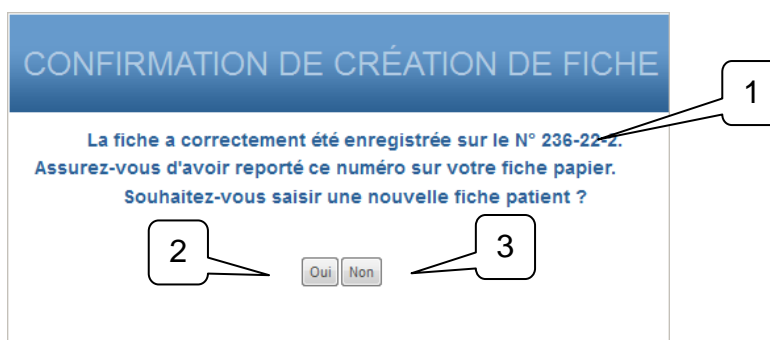 CONFIRMATION DE CRÉATION DE FICHE
1
La fiche a correctement été enregistrée sur le N° 236-22-2.
Assurez-vous d'avoir reporté ce numéro sur votre fiche papier.
Souhaitez-vous saisir une nouvelle fiche patient ?
2
Oui Non
3